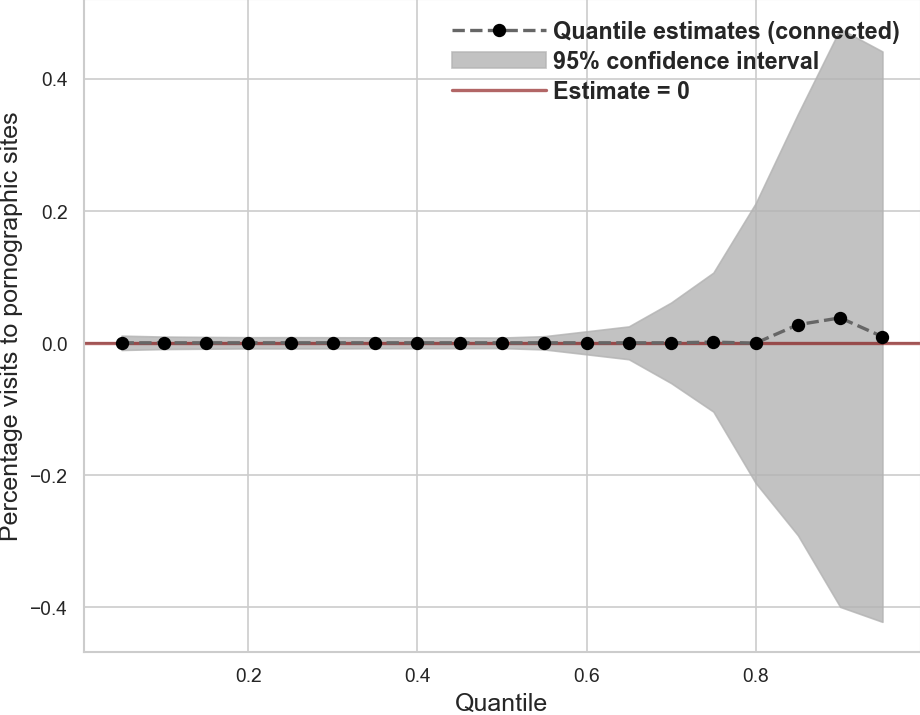 Quantile estimates (connected)
95% confidence interval
Estimate = 0
Percentage visits to pornographic sites
0.4
0.2
0.0
−0.2
−0.4
0.2
0.4
0.6
0.8
Quantile